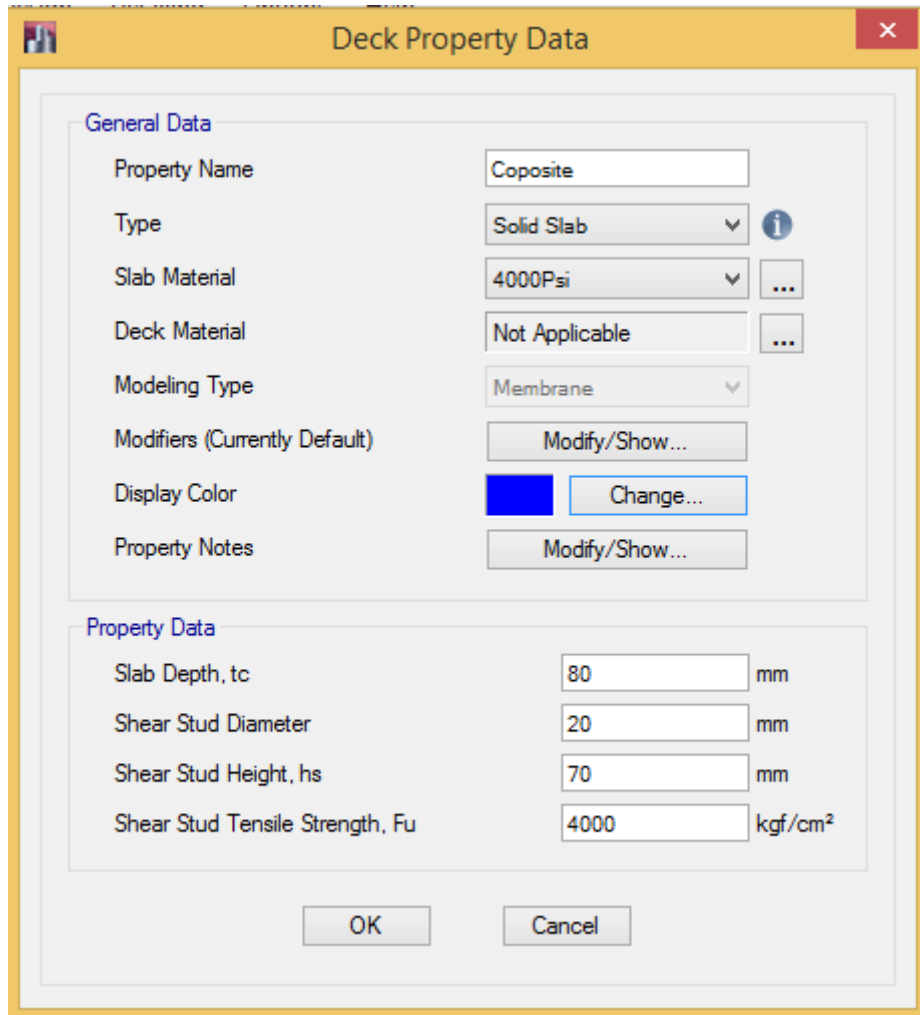 Deck Property Data
General Data
Property Name Coposite
Type Solid Slab
Slab Material 4000Psi ...
Deck Material Not Applicable ...
Modeling Type Membrane
Modifiers (Currently Default) Modify/Show...
Display Color Change...
Property Notes Modify/Show...
Property Data
Slab Depth, tc 80 mm
Shear Stud Diameter 20 mm
Shear Stud Height, hs 70 mm
Shear Stud Tensile Strength, Fu 4000 kgf/cm²
OK Cancel